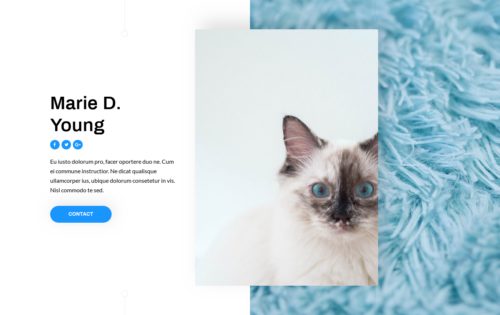 Marie D.
Young
Eu iusto dolorum pro, facer oportere duo ne. Cum
ei commune instructior. Ne dicat qualisque
ullamcorper ius, ubique dolorum consetetur in vis.
Nisl commodo te sed.
CONTACT